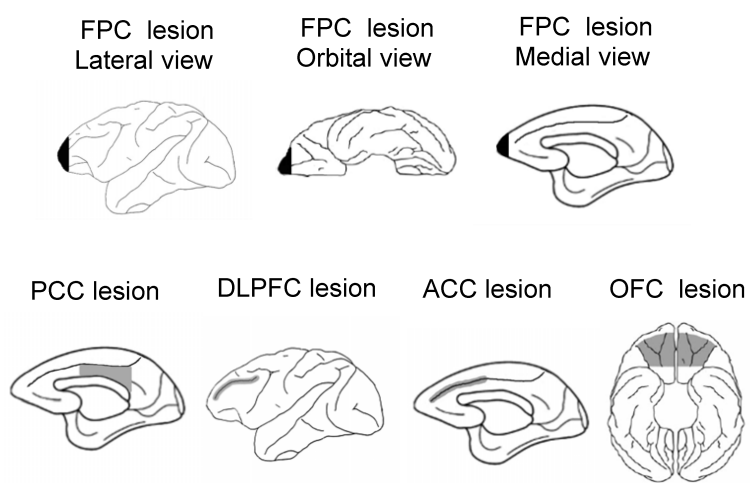 FPC lesion
Lateral view
FPC lesion
Orbital view
FPC lesion
Medial view
PCC lesion
DLPFC lesion
ACC lesion
OFC lesion